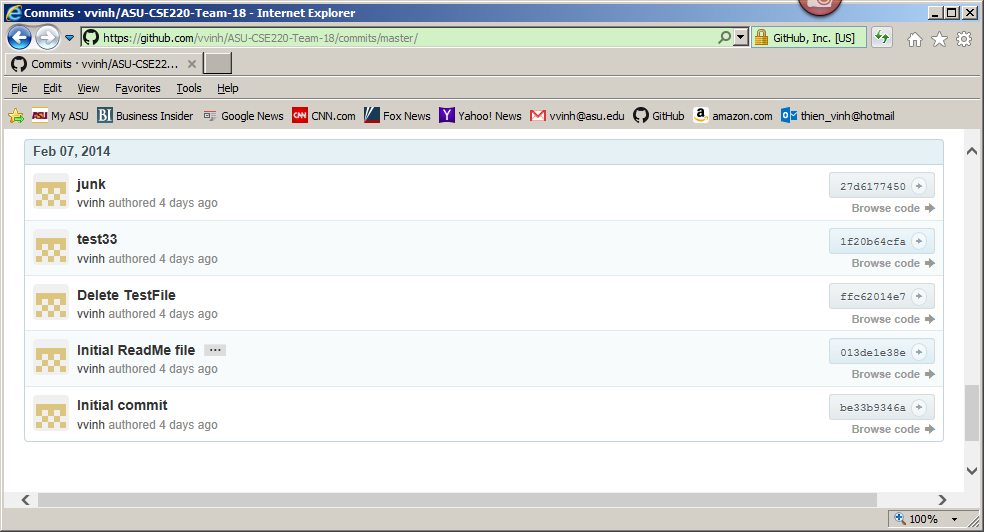 Commits · vvinh/ASU-CSE220-Team-18 - Internet Explorer
https://github.com/vvinh/ASU-CSE220-Team-18/commits/master/
GitHub, Inc. [US]
Commits · vvinh/ASU-CSE22...
File Edit View Favorites Tools Help
ASU My ASU BI Business Insider Google News CNN CNN.com Fox News Y! Yahoo! News vvinh@asu.edu GitHub a amazon.com thien_vinh@hotmail
Feb 07, 2014
junk
27d6177450
vvinh authored 4 days ago
Browse code
test33
1f20b64cfa
vvinh authored 4 days ago
Browse code
Delete TestFile
ffc62014e7
vvinh authored 4 days ago
Browse code
Initial ReadMe file ...
013de1e38e
vvinh authored 4 days ago
Browse code
Initial commit
be33b9346a
vvinh authored 4 days ago
Browse code
100%